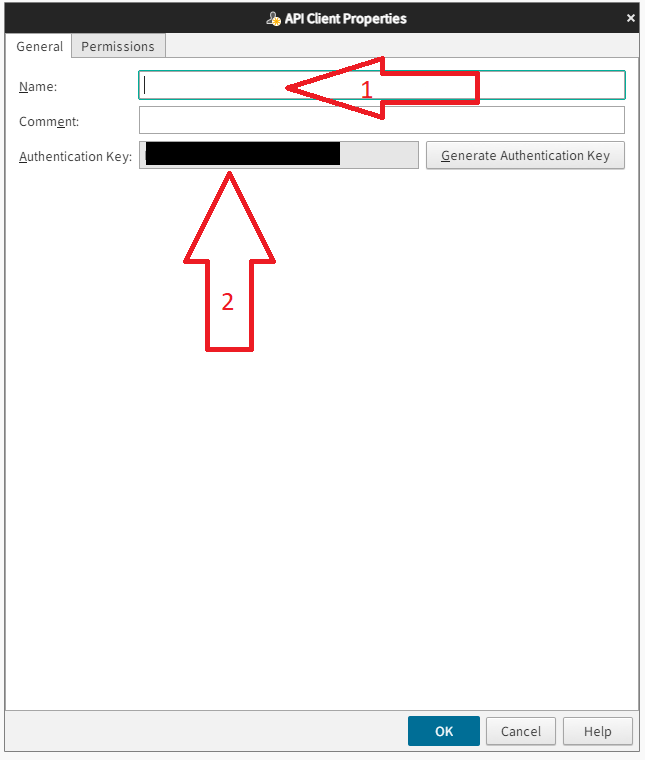 API Client Properties ×
General Permissions
Name: 1
Comment:
Authentication Key: Generate Authentication Key
2
OK Cancel Help